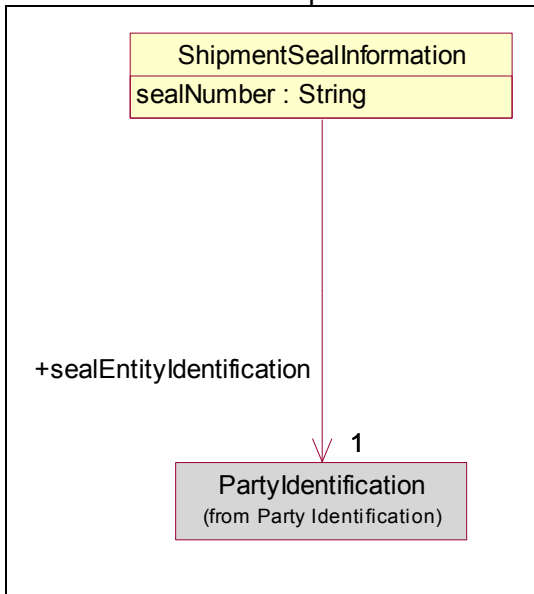 ShipmentSealInformation
sealNumber : String
+sealEntityIdentification
1
PartyIdentification
(from Party Identification)